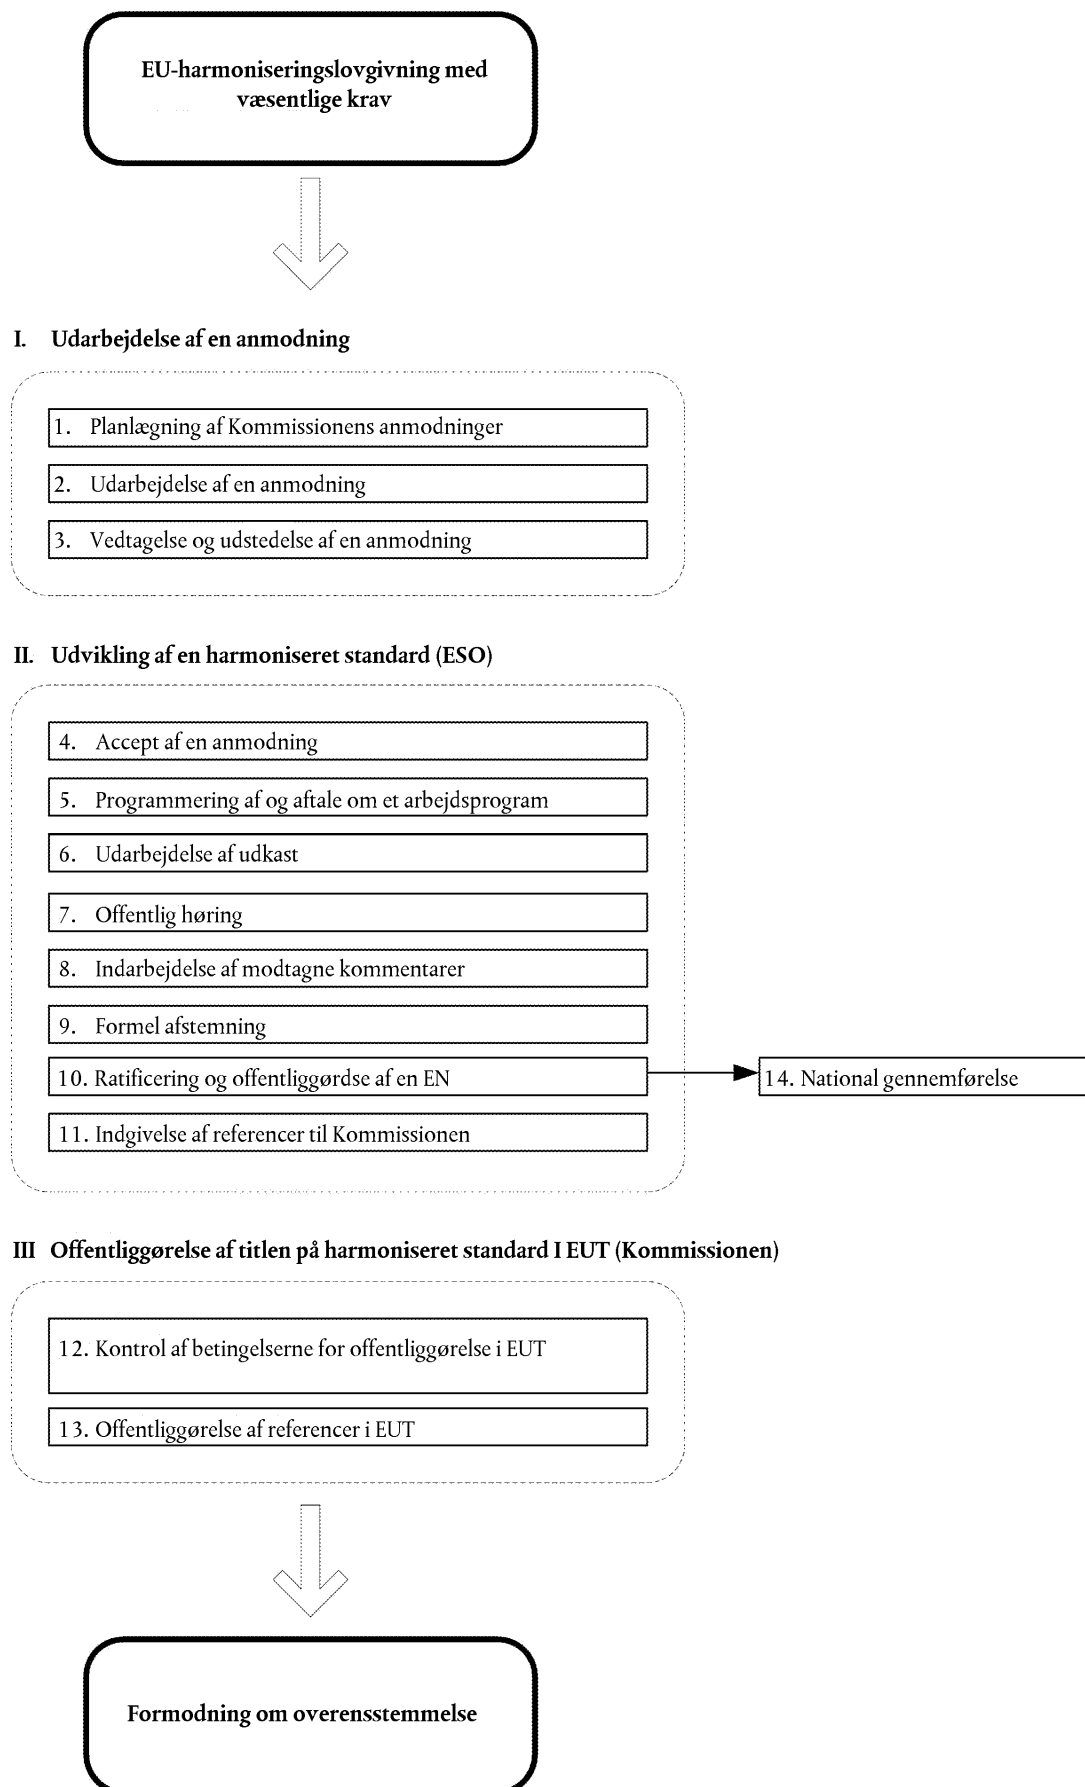 EU-harmoniseringslovgivning med
væsentlige krav
I. Udarbejdelse af en anmodning
1. Planlægning af Kommissionens anmodninger
2. Udarbejdelse af en anmodning
3. Vedtagelse og udstedelse af en anmodning
II. Udvikling af en harmoniseret standard (ESO)
4. Accept af en anmodning
5. Programmering af og aftale om et arbejdsprogram
6. Udarbejdelse af udkast
7. Offentlig høring
8. Indarbejdelse af modtagne kommentarer
9. Formel afstemning
10. Ratificering og offentliggørdse af en EN
14. National gennemførelse
11. Indgivelse af referencer til Kommissionen
III Offentliggørelse af titlen på harmoniseret standard I EUT (Kommissionen)
12. Kontrol af betingelserne for offentliggørelse i EUT
13. Offentliggørelse af referencer i EUT
Formodning om overensstemmelse